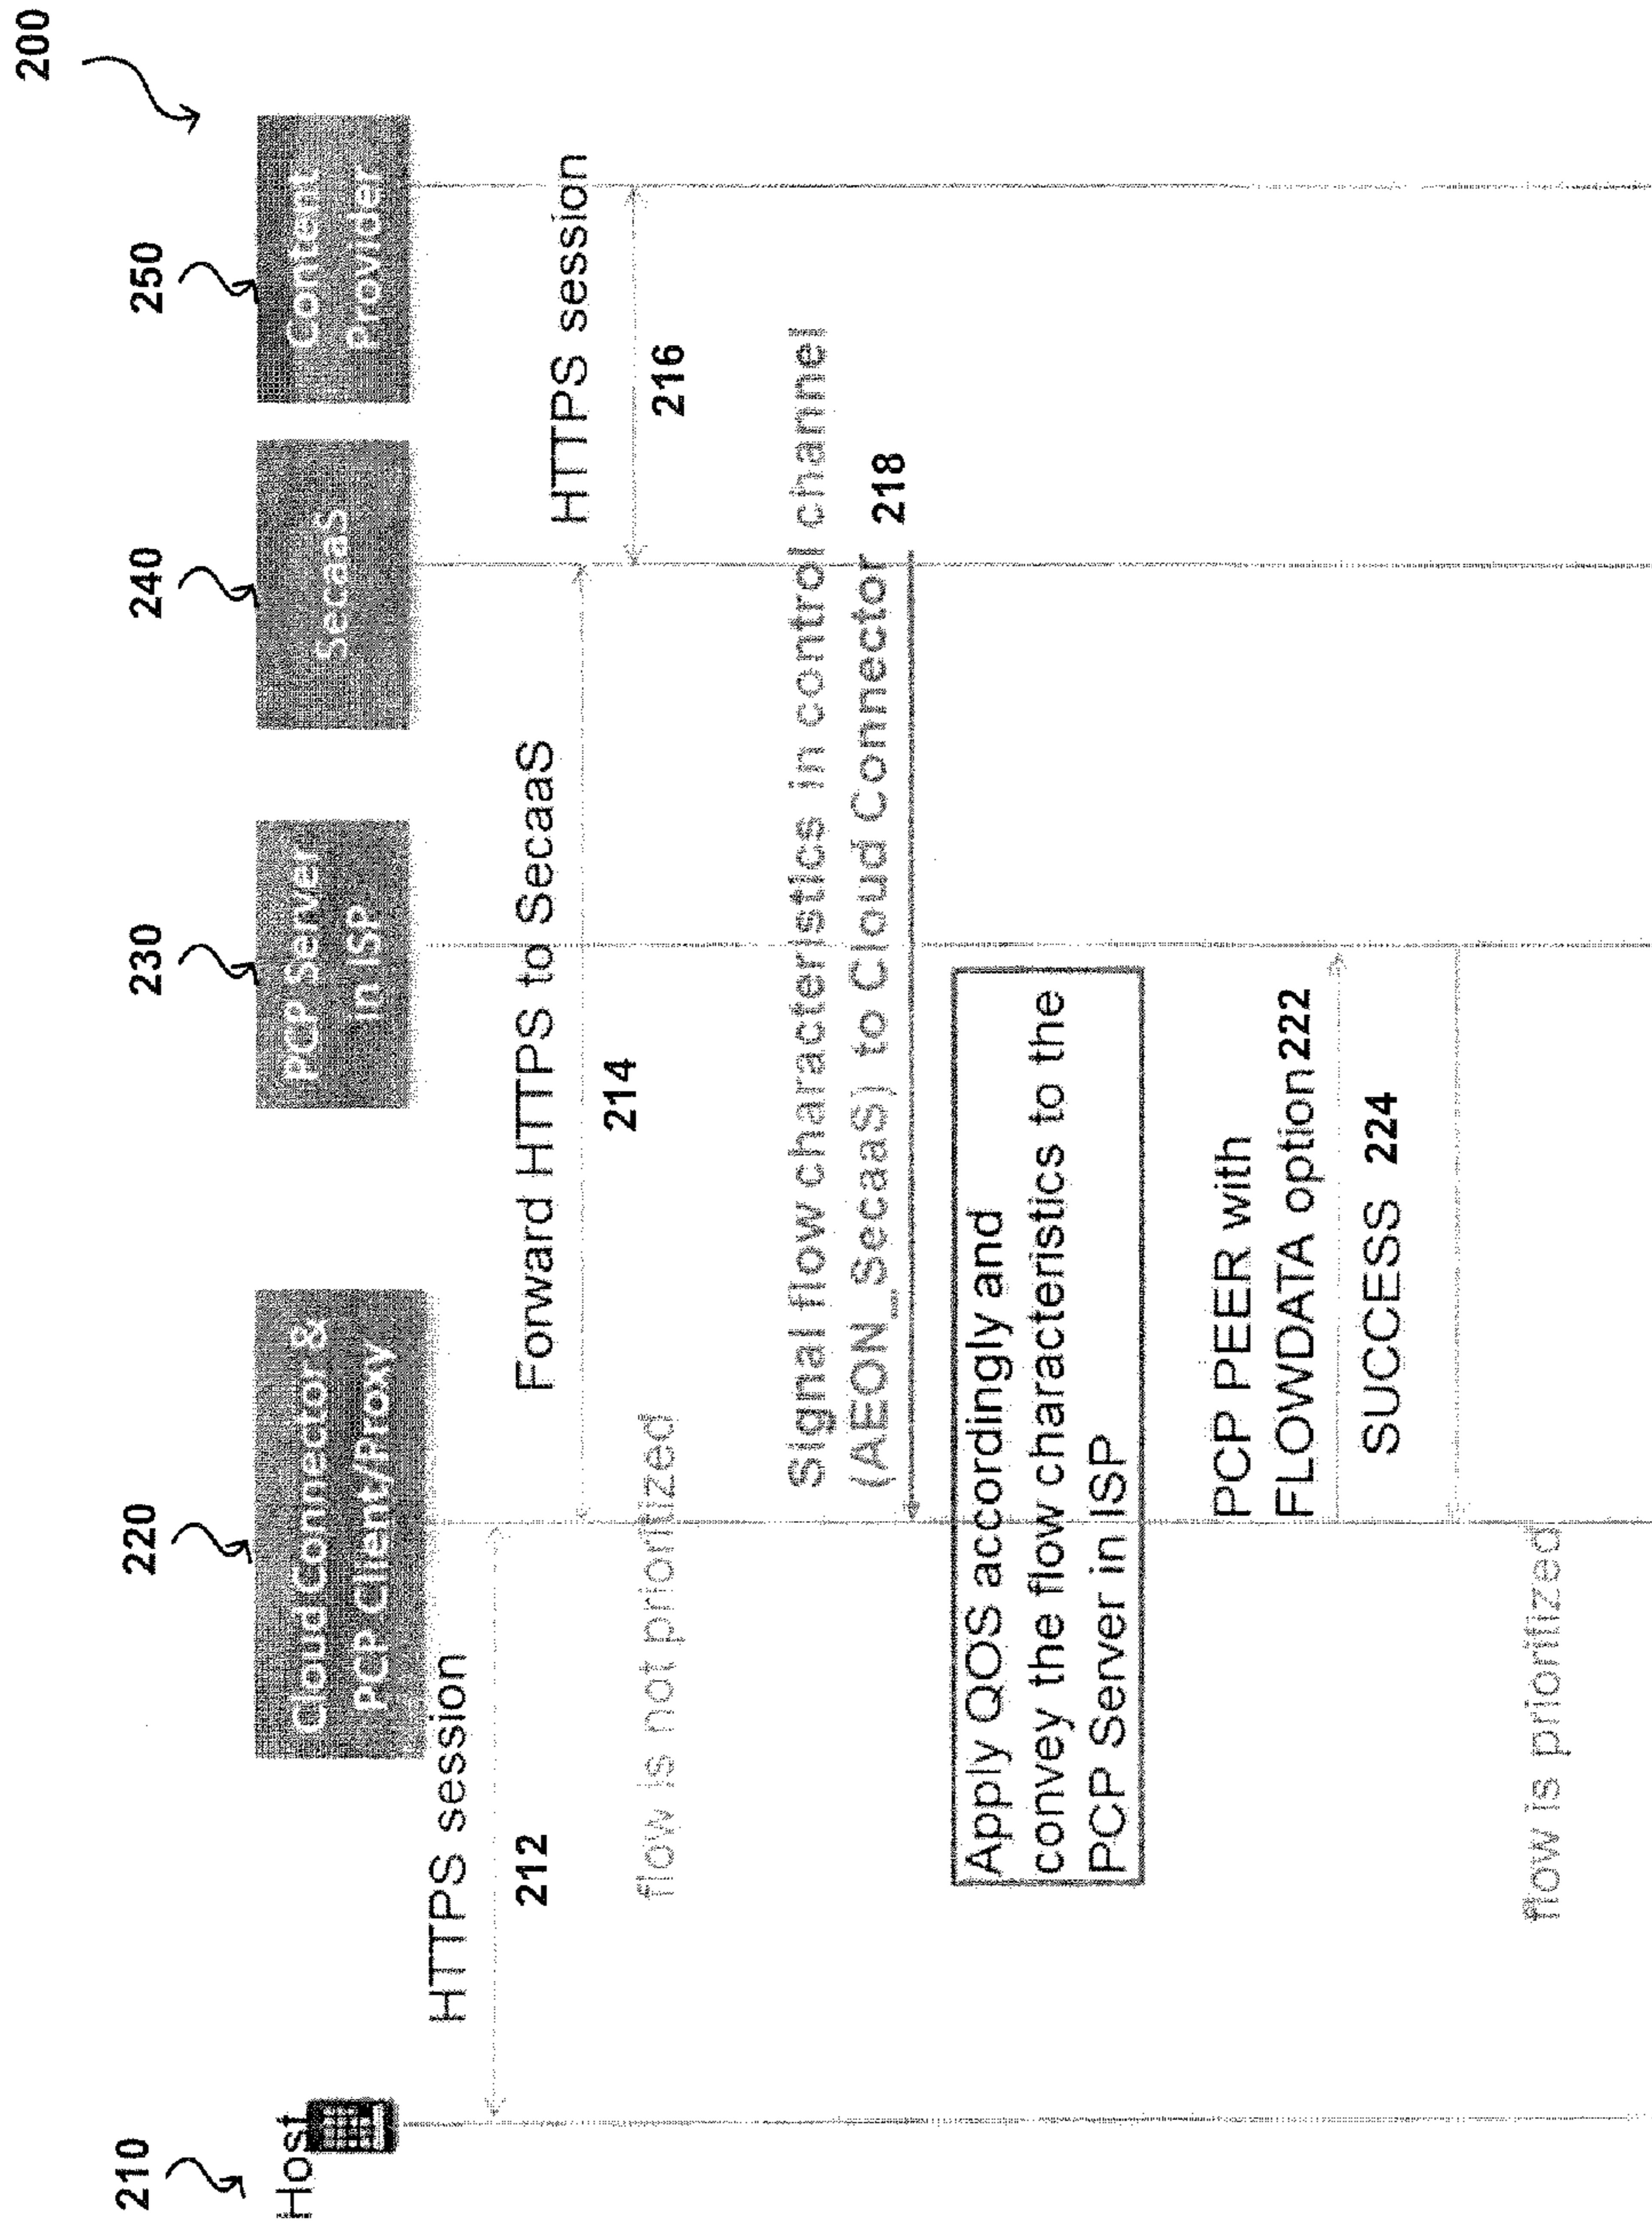 200
210
220
230
240
250
Host
Cloud Connector &
PCP Client/Proxy
PCP Server
in ISP
SecaaS
Content
Provider
HTTPS session
212
Forward HTTPS to SecaaS
214
HTTPS session
216
flow is not prioritized
Signal flow characteristics in control channel
(AEON_SecaaS) to Cloud Connector
218
Apply QOS accordingly and
convey the flow characteristics to the
PCP Server in ISP
PCP PEER with
FLOWDATA option 222
SUCCESS 224
flow is prioritized